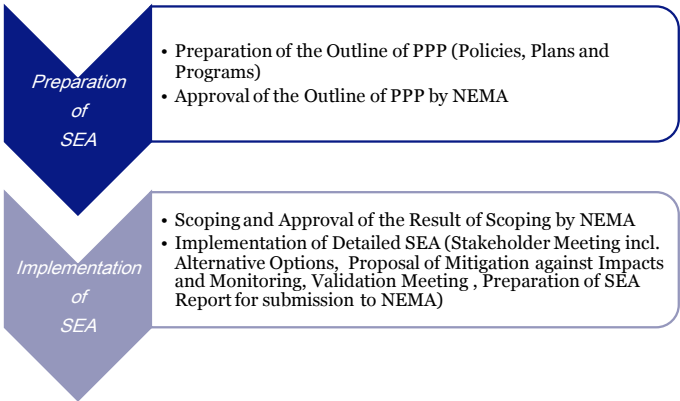 Preparation
of
SEA
• Preparation of the Outline of PPP (Policies, Plans and
Programs)
• Approval of the Outline of PPP by NEMA
Implementation
of
SEA
• Scoping and Approval of the Result of Scoping by NEMA
• Implementation of Detailed SEA (Stakeholder Meeting incl.
Alternative Options, Proposal of Mitigation against Impacts
and Monitoring, Validation Meeting , Preparation of SEA
Report for submission to NEMA)